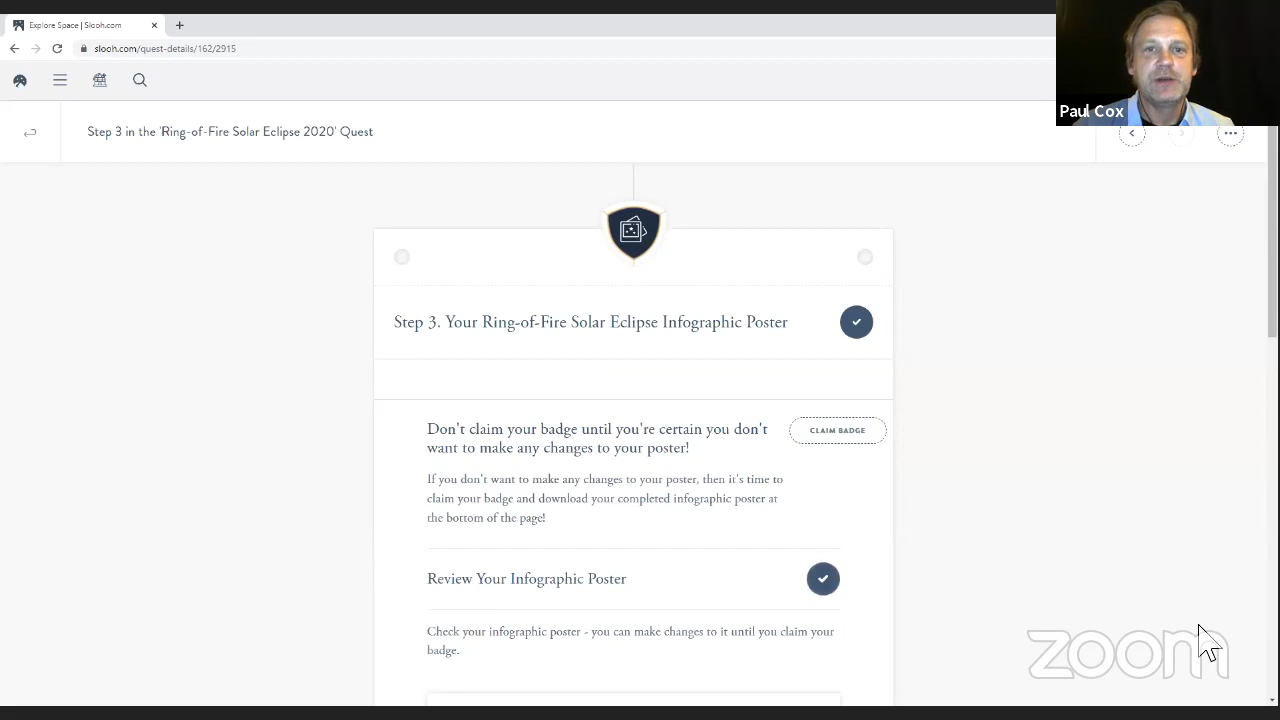 Explore Space | Slooh.com
slooh.com/quest-details/162/2915
Paul Cox
Step 3 in the 'Ring-of-Fire Solar Eclipse 2020' Quest
Step 3. Your Ring-of-Fire Solar Eclipse Infographic Poster
Don't claim your badge until you're certain you don't
want to make any changes to your poster!
CLAIM BADGE
If you don't want to make any changes to your poster, then it's time to
claim your badge and download your completed infographic poster at
the bottom of the page!
Review Your Infographic Poster
Check your infographic poster - you can make changes to it until you claim your
badge.
zoom